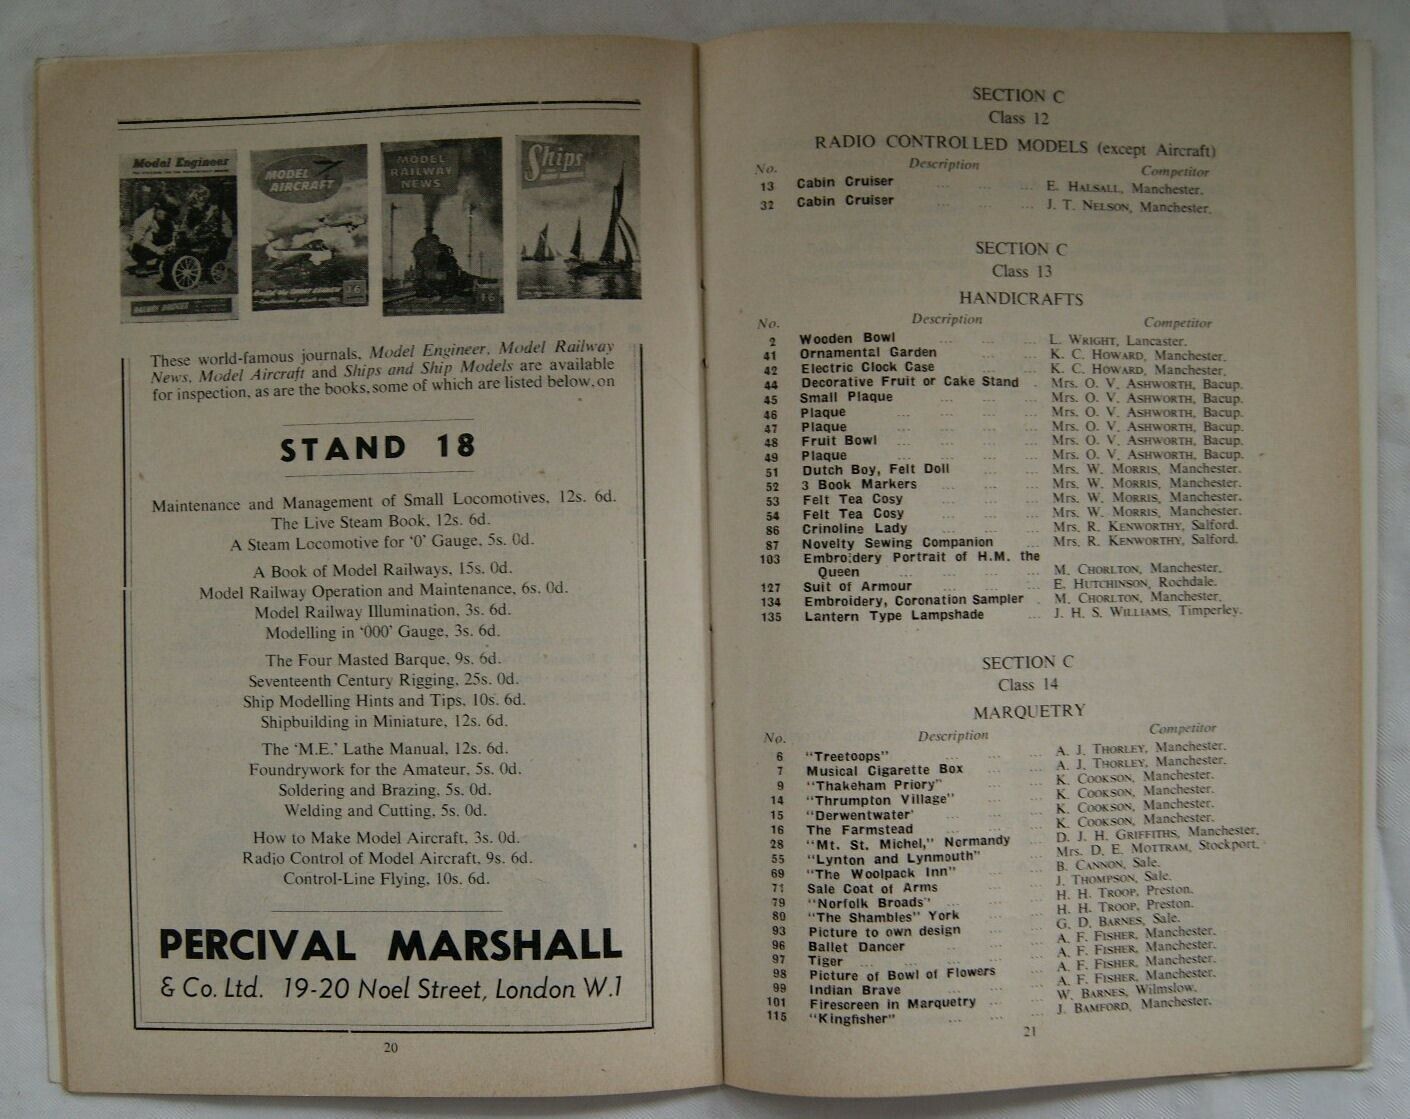 Model Engineer
MODEL
AIRCRAFT
1/6
MODEL
RAILWAY
NEWS
1/6
Ships
These world-famous journals, Model Engineer, Model Railway
News, Model Aircraft and Ships and Ship Models are available
for inspection, as are the books, some of which are listed below, on
STAND 18
Maintenance and Management of Small Locomotives, 12s. 6d.
The Live Steam Book, 12s. 6d.
A Steam Locomotive for ‘0’ Gauge, 5s. 0d.
A Book of Model Railways, 15s. 0d.
Model Railway Operation and Maintenance, 6s. 0d.
Model Railway Illumination, 3s. 6d.
Modelling in ‘000’ Gauge, 3s. 6d.
The Four Masted Barque, 9s. 6d.
Seventeenth Century Rigging, 25s. 0d.
Ship Modelling Hints and Tips, 10s. 6d.
Shipbuilding in Miniature, 12s. 6d.
The ‘M.E.’ Lathe Manual, 12s. 6d.
Foundrywork for the Amateur, 5s. 0d.
Soldering and Brazing, 5s. 0d.
Welding and Cutting, 5s. 0d.
How to Make Model Aircraft, 3s. 0d.
Radio Control of Model Aircraft, 9s. 6d.
Control-Line Flying, 10s. 6d.
PERCIVAL MARSHALL
& Co. Ltd. 19-20 Noel Street, London W.1
20
SECTION C
Class 12
RADIO CONTROLLED MODELS (except Aircraft)
No. Description Competitor
13 Cabin Cruiser ... ... ... E. HALSALL, Manchester.
32 Cabin Cruiser ... ... ... J. T. NELSON, Manchester.
SECTION C
Class 13
HANDICRAFTS
No. Description Competitor
2 Wooden Bowl ... ... ... L. WRIGHT, Lancaster.
41 Ornamental Garden ... ... K. C. HOWARD, Manchester.
42 Electric Clock Case ... ... K. C. HOWARD, Manchester.
44 Decorative Fruit or Cake Stand . Mrs. O. V. ASHWORTH, Bacup.
45 Small Plaque ... ... ... Mrs. O. V. ASHWORTH, Bacup.
46 Plaque ... ... ... ... Mrs. O. V. ASHWORTH, Bacup.
47 Plaque ... ... ... ... Mrs. O. V. ASHWORTH, Bacup.
48 Fruit Bowl ... ... ... ... Mrs. O. V. ASHWORTH, Bacup.
49 Plaque ... ... ... ... Mrs. O. V. ASHWORTH, Bacup.
51 Dutch Boy, Felt Doll ... ... Mrs. W. MORRIS, Manchester.
52 3 Book Markers ... ... ... Mrs. W. MORRIS, Manchester.
53 Felt Tea Cosy ... ... ... Mrs. W. MORRIS, Manchester.
54 Felt Tea Cosy ... ... ... Mrs. W. MORRIS, Manchester.
86 Crinoline Lady ... ... ... Mrs. R. KENWORTHY, Salford.
87 Novelty Sewing Companion ... Mrs. R. KENWORTHY, Salford.
103 Embroidery Portrait of H.M. the
Queen ... ... ... ... M. CHORLTON, Manchester.
127 Suit of Armour ... ... ... E. HUTCHINSON, Rochdale.
134 Embroidery, Coronation Sampler . M. CHORLTON, Manchester.
135 Lantern Type Lampshade ... J. H. S. WILLIAMS, Timperley.
SECTION C
Class 14
MARQUETRY
No. Description Competitor
6 “Treetops” ... ... ... A. J. THORLEY, Manchester.
7 Musical Cigarette Box ... ... A. J. THORLEY, Manchester.
9 “Thakeham Priory” ... ... K. COOKSON, Manchester.
14 “Thrumpton Village” ... ... K. COOKSON, Manchester.
15 “Derwentwater’ ... ... ... K. COOKSON, Manchester.
16 The Farmstead ... ... ... K. COOKSON, Manchester.
28 “Mt. St. Michel,” Normandy ... D. J. H. GRIFFITHS, Manchester.
55 “Lynton and Lynmouth” ... Mrs. D. E. MOTTRAM, Stockport.
69 “The Woolpack Inn” ... ... B. CANNON, Sale.
71 Sale Coat of Arms ... ... J. THOMPSON, Sale.
79 “Norfolk Broads” ... ... ... H. H. TROOP, Preston.
80 “The Shambles” York ... ... H. H. TROOP, Preston.
93 Picture to own design ... ... G. D. BARNES, Sale.
96 Ballet Dancer ... ... ... A. F. FISHER, Manchester.
97 Tiger ... ... ... ... ... A. F. FISHER, Manchester.
98 Picture of Bowl of Flowers ... A. F. FISHER, Manchester.
99 Indian Brave ... ... ... A. F. FISHER, Manchester.
101 Firescreen in Marquetry ... ... W. BARNES, Wilmslow.
115 “Kingfisher” ... ... ... J. BAMFORD, Manchester.
21